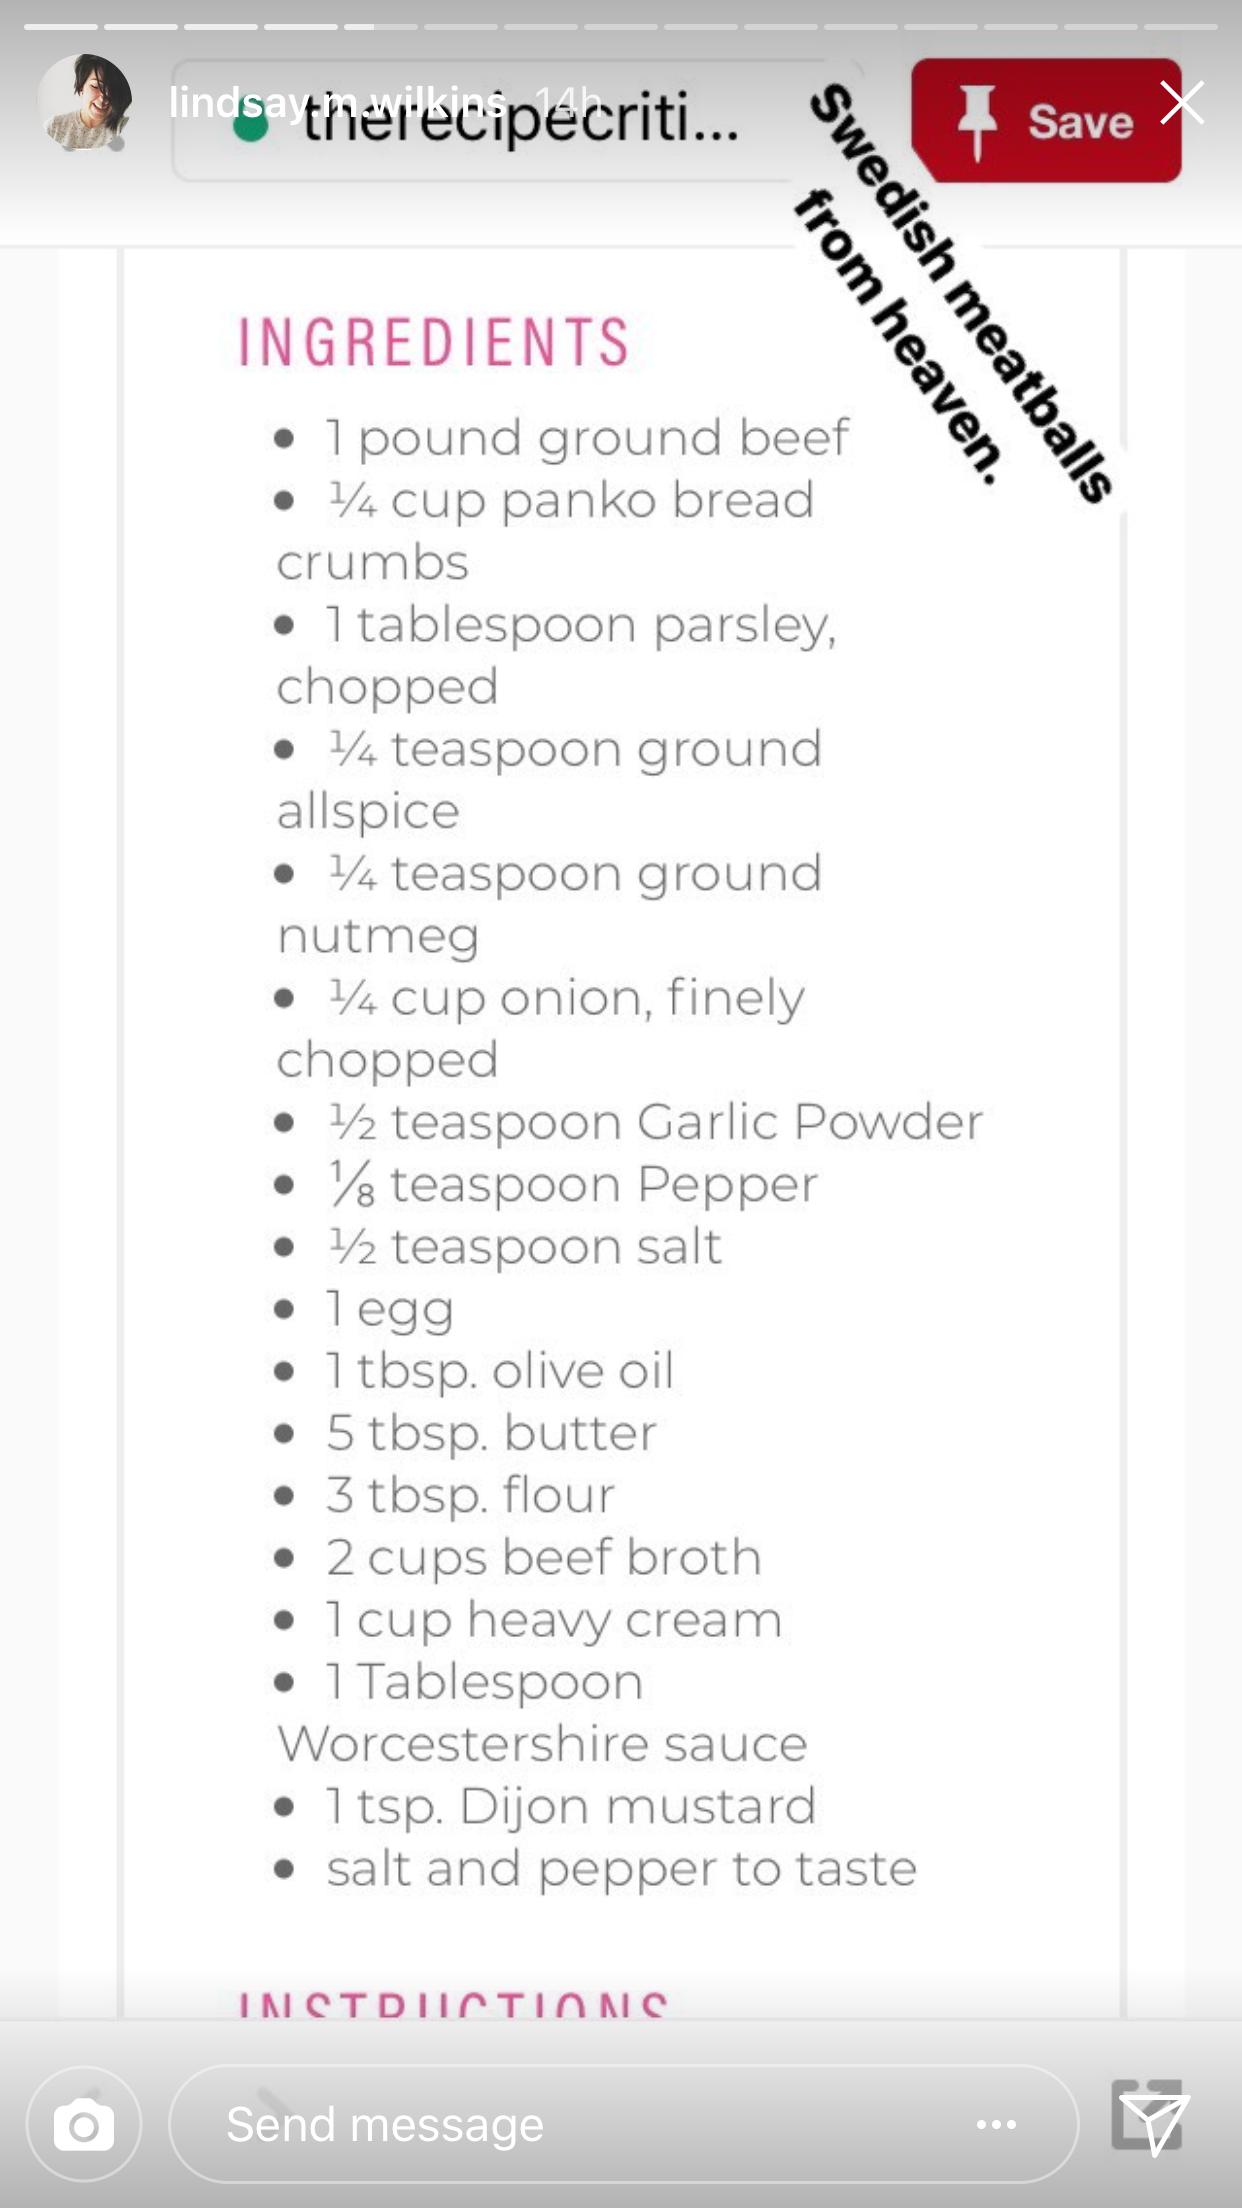 lindsay.m.wilkins 14h
therecipecriti...
Save
Swedish meatballs
from heaven.
INGREDIENTS
• 1 pound ground beef
• ¼ cup panko bread
crumbs
• 1 tablespoon parsley,
chopped
• ¼ teaspoon ground
allspice
• ¼ teaspoon ground
nutmeg
• ¼ cup onion, finely
chopped
• ½ teaspoon Garlic Powder
• ⅛ teaspoon Pepper
• ½ teaspoon salt
• 1 egg
• 1 tbsp. olive oil
• 5 tbsp. butter
• 3 tbsp. flour
• 2 cups beef broth
• 1 cup heavy cream
• 1 Tablespoon
Worcestershire sauce
• 1 tsp. Dijon mustard
• salt and pepper to taste
INSTRUCTIONS
Send message